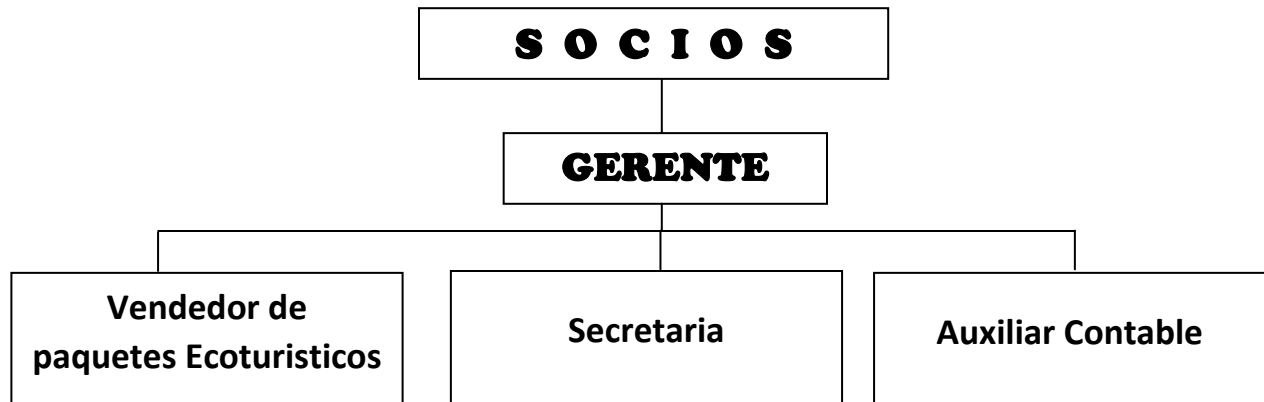 S O C I O S
GERENTE
Vendedor de
paquetes Ecoturisticos
Secretaria
Auxiliar Contable